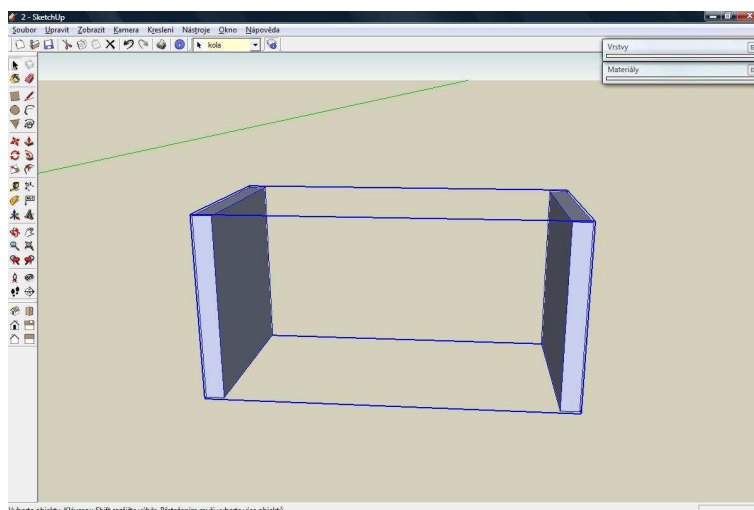 2 - SketchUp
Soubor Upravit Zobrazit Kamera Kreslení Nástroje Okno Nápověda
kola
Vrstvy
Materiály